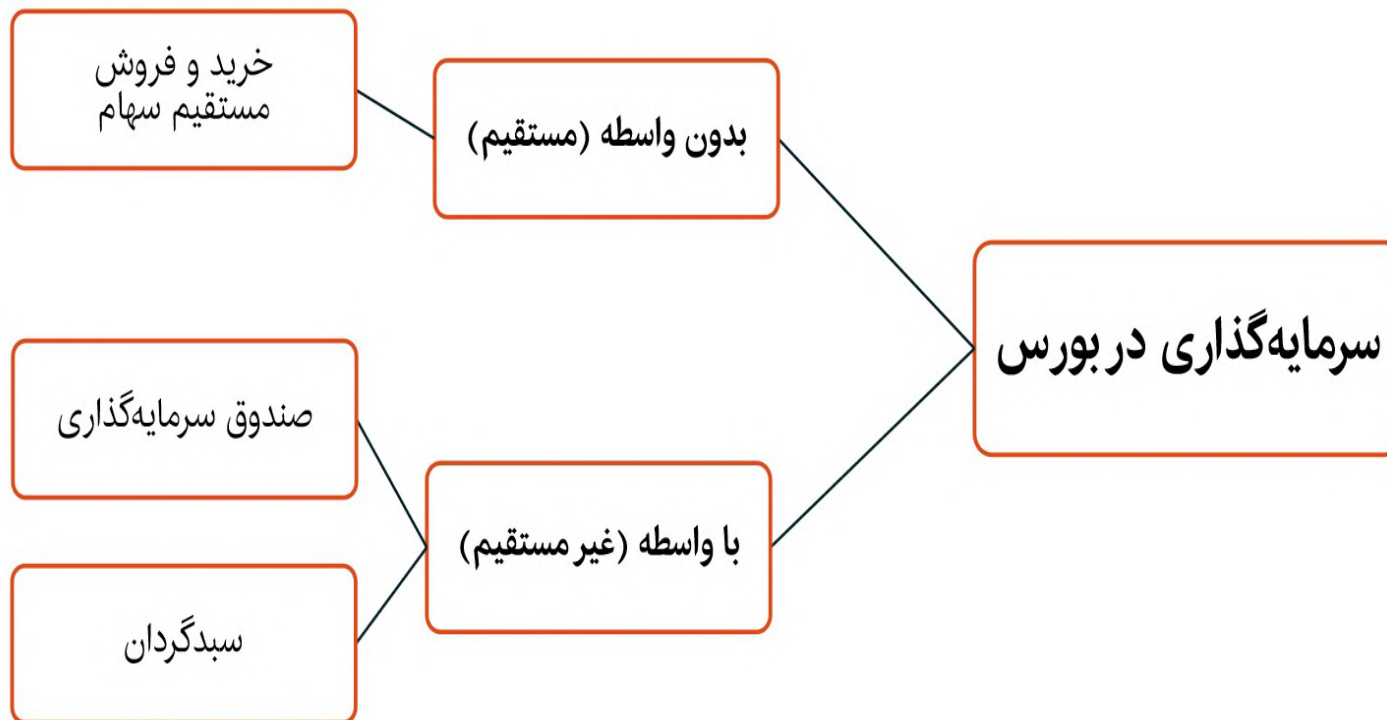 سرمایه‌گذاری در بورس
بدون واسطه (مستقیم)
خرید و فروش
مستقیم سهام
با واسطه (غیر مستقیم)
صندوق سرمایه‌گذاری
سبدگردان